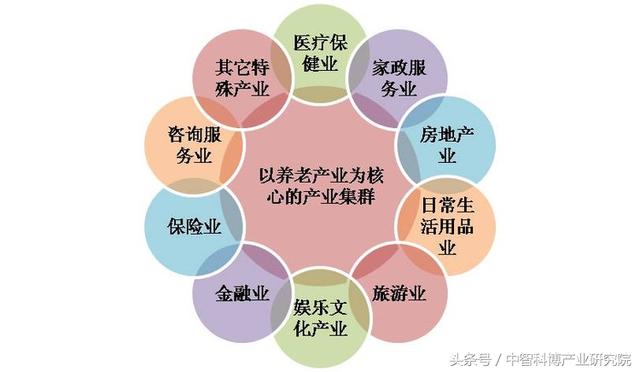 医疗保
健业
家政服
务业
房地产
业
日常生
活用品
业
旅游业
娱乐文
化产业
金融业
保险业
咨询服
务业
其它特
殊产业
以养老产业为核
心的产业集群
头条号/中智科博产业研究院